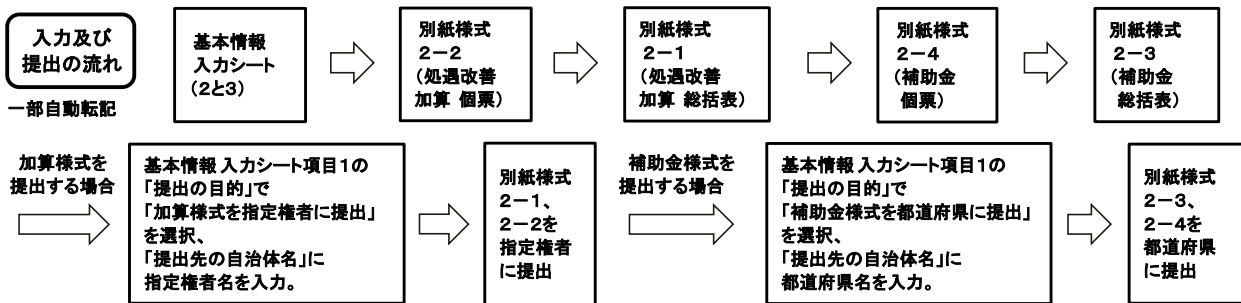 入力及び
提出の流れ
一部自動転記
基本情報
入力シート
(2と3)
別紙様式
2－2
(処遇改善
加算 個票)
別紙様式
2－1
(処遇改善
加算 総括表)
別紙様式
2－4
(補助金
個票)
別紙様式
2－3
(補助金
総括表)
加算様式を
提出する場合
基本情報 入力シート項目1の
「提出の目的」で
「加算様式を指定権者に提出」
を選択、
「提出先の自治体名」に
指定権者名を入力。
別紙様式
2－1、
2－2を
指定権者
に提出
補助金様式を
提出する場合
基本情報 入力シート項目1の
「提出の目的」で
「補助金様式を都道府県に提出」
を選択、
「提出先の自治体名」に
都道府県名を入力。
別紙様式
2－3、
2－4を
都道府県
に提出